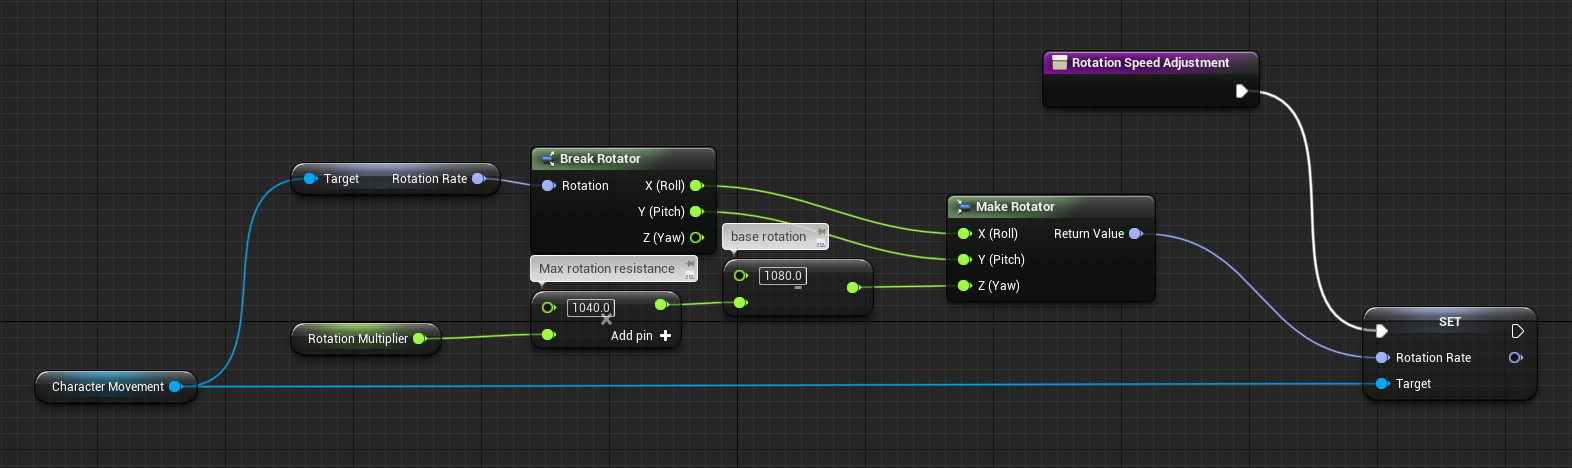 Rotation Speed Adjustment
Target Rotation Rate
Break Rotator
Rotation X (Roll)
Y (Pitch)
Z (Yaw)
base rotation
1080.0
-
Max rotation resistance
1040.0
×
Add pin
Rotation Multiplier
Character Movement
Make Rotator
X (Roll) Return Value
Y (Pitch)
Z (Yaw)
SET
Rotation Rate
Target